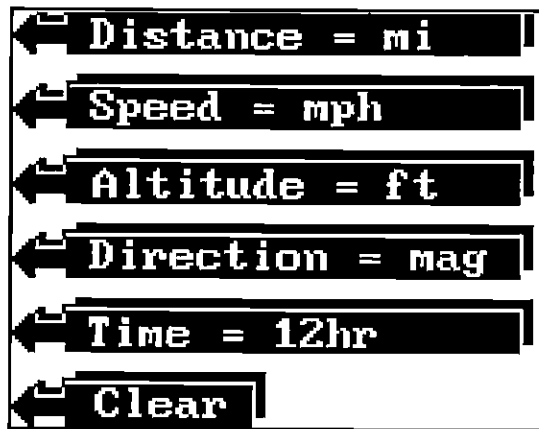 Distance = mi
Speed = mph
Altitude = ft
Direction = mag
Time = 12hr
Clear